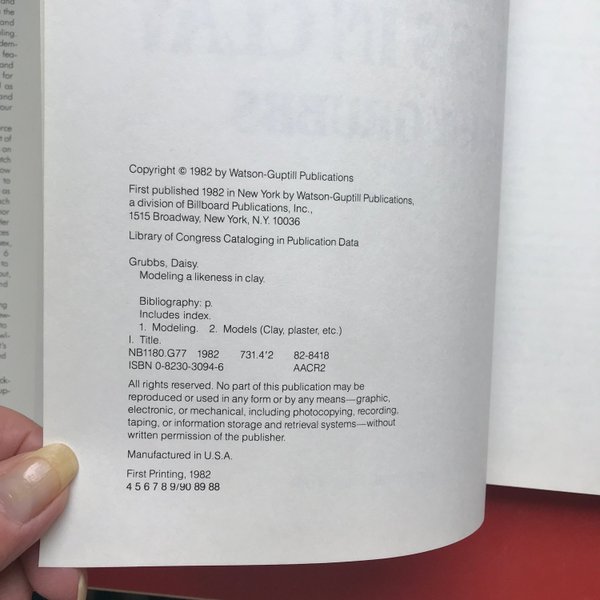 Copyright © 1982 by Watson-Guptill Publications
First published 1982 in New York by Watson-Guptill Publications,
a division of Billboard Publications, Inc.,
1515 Broadway, New York, N.Y. 10036
Library of Congress Cataloging in Publication Data
Grubbs, Daisy.
Modeling a likeness in clay.
Bibliography: p.
Includes index.
1. Modeling. 2. Models (Clay, plaster, etc.)
I. Title.
NB1180.G77 1982 731.4'2 82-8418
ISBN 0-8230-3094-6 AACR2
All rights reserved. No part of this publication may be
reproduced or used in any form or by any means—graphic,
electronic, or mechanical, including photocopying, recording,
taping, or information storage and retrieval systems—without
written permission of the publisher.
Manufactured in U.S.A.
First Printing, 1982
4 5 6 7 8 9/90 89 88